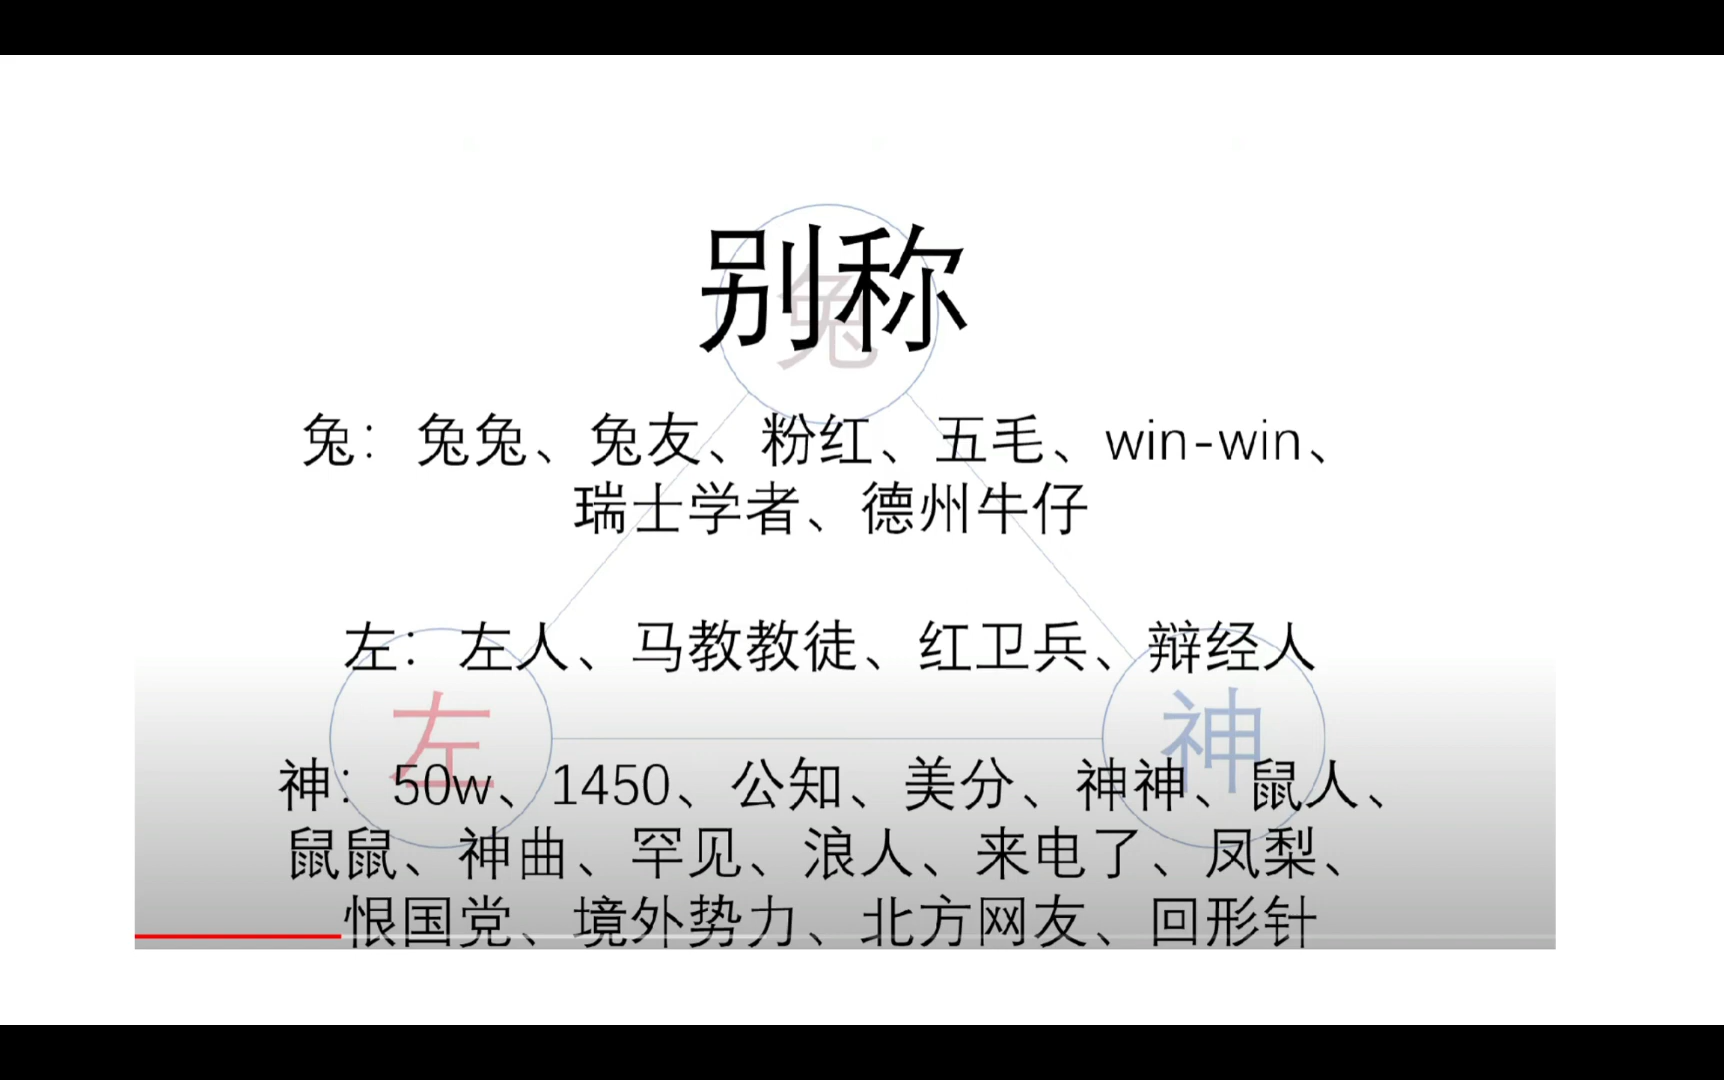 别称
兔
兔：兔兔、兔友、粉红、五毛、win-win、
瑞士学者、德州牛仔
左：左人、马教教徒、红卫兵、辩经人
左
神
神：50w、1450、公知、美分、神神、鼠人、
鼠鼠、神曲、罕见、浪人、来电了、凤梨、
恨国党、境外势力、北方网友、回形针